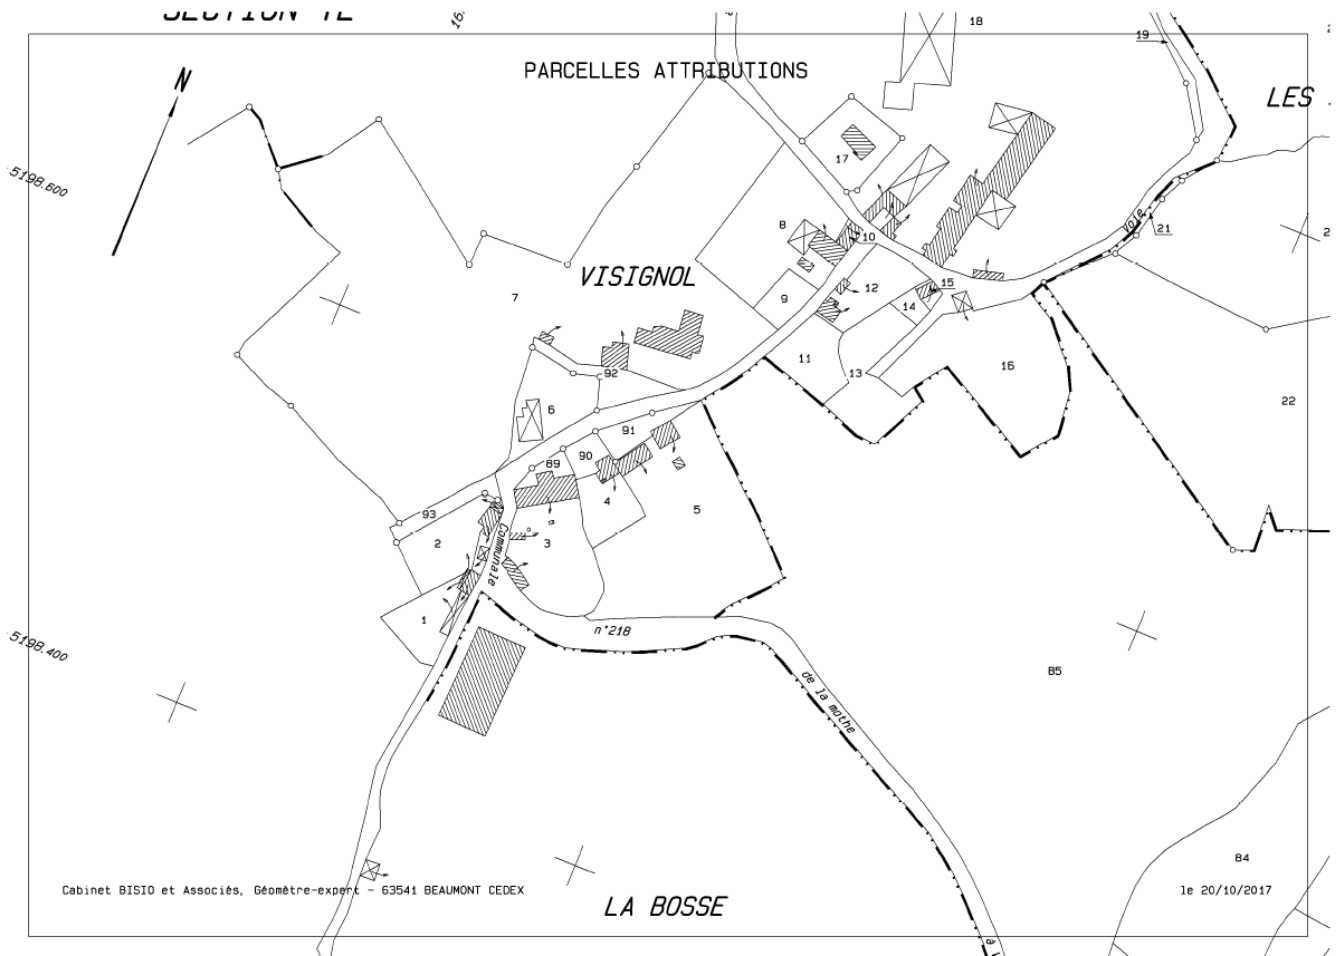 18
19
PARCELLES ATTRIBUTIONS
N
LES
5198.600
17
8
10
Voie
21
2
VISIGNOL
7
12
15
9
14
11
13
16
92
6
22
91
89
90
4
5
93
2
3
Communale
1
n°218
5198.400
85
de la mothe
84
Cabinet BISIO et Associés, Géomètre-expert - 63541 BEAUMONT CEDEX
le 20/10/2017
LA BOSSE
à